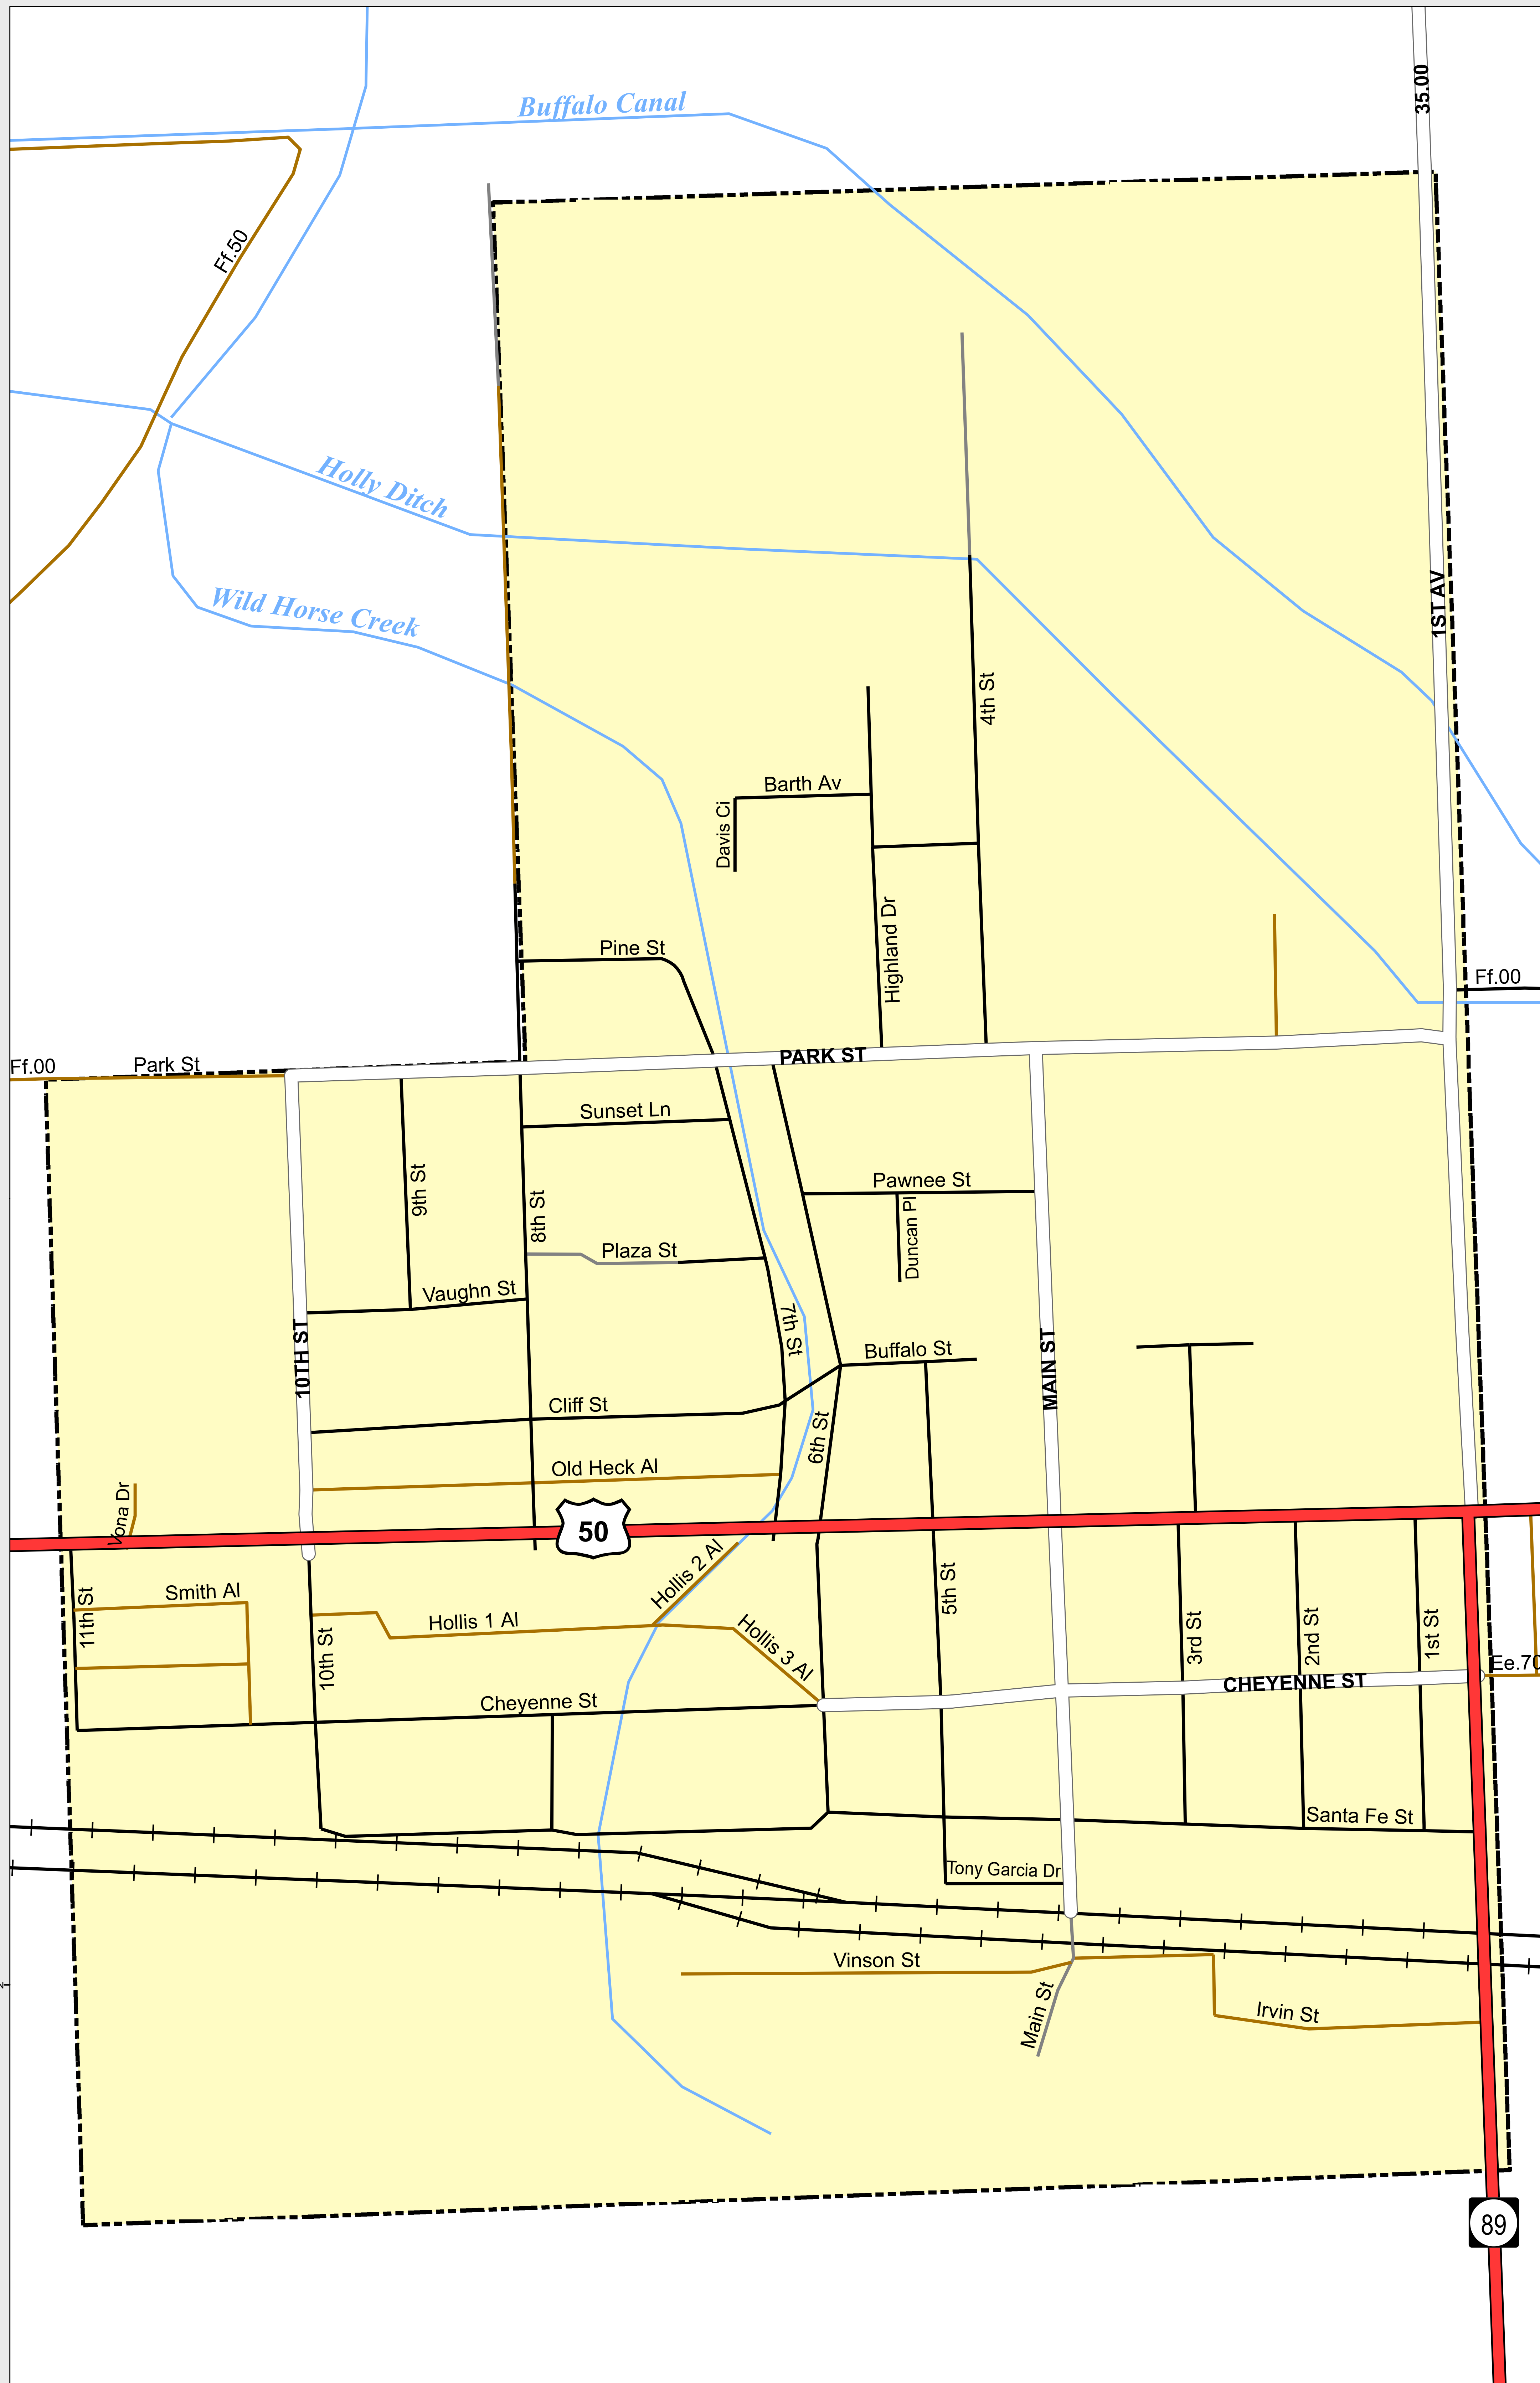 35.00
Buffalo Canal
Ff.50
Holly Ditch
Wild Horse Creek
1ST AV
4th St
Barth Av
Davis Ci
Highland Dr
Pine St
Ff.00
Ff.00
Park St
PARK ST
Sunset Ln
9th St
8th St
Pawnee St
Duncan Pl
Plaza St
Vaughn St
7th St
10TH ST
MAIN ST
Buffalo St
Cliff St
6th St
Old Heck Al
Vona Dr
50
Hollis 2 Al
5th St
Smith Al
11th St
Hollis 1 Al
10th St
Hollis 3 Al
3rd St
2nd St
1st St
Ee.70
CHEYENNE ST
Cheyenne St
Santa Fe St
Tony Garcia Dr
Vinson St
Main St
Irvin St
89